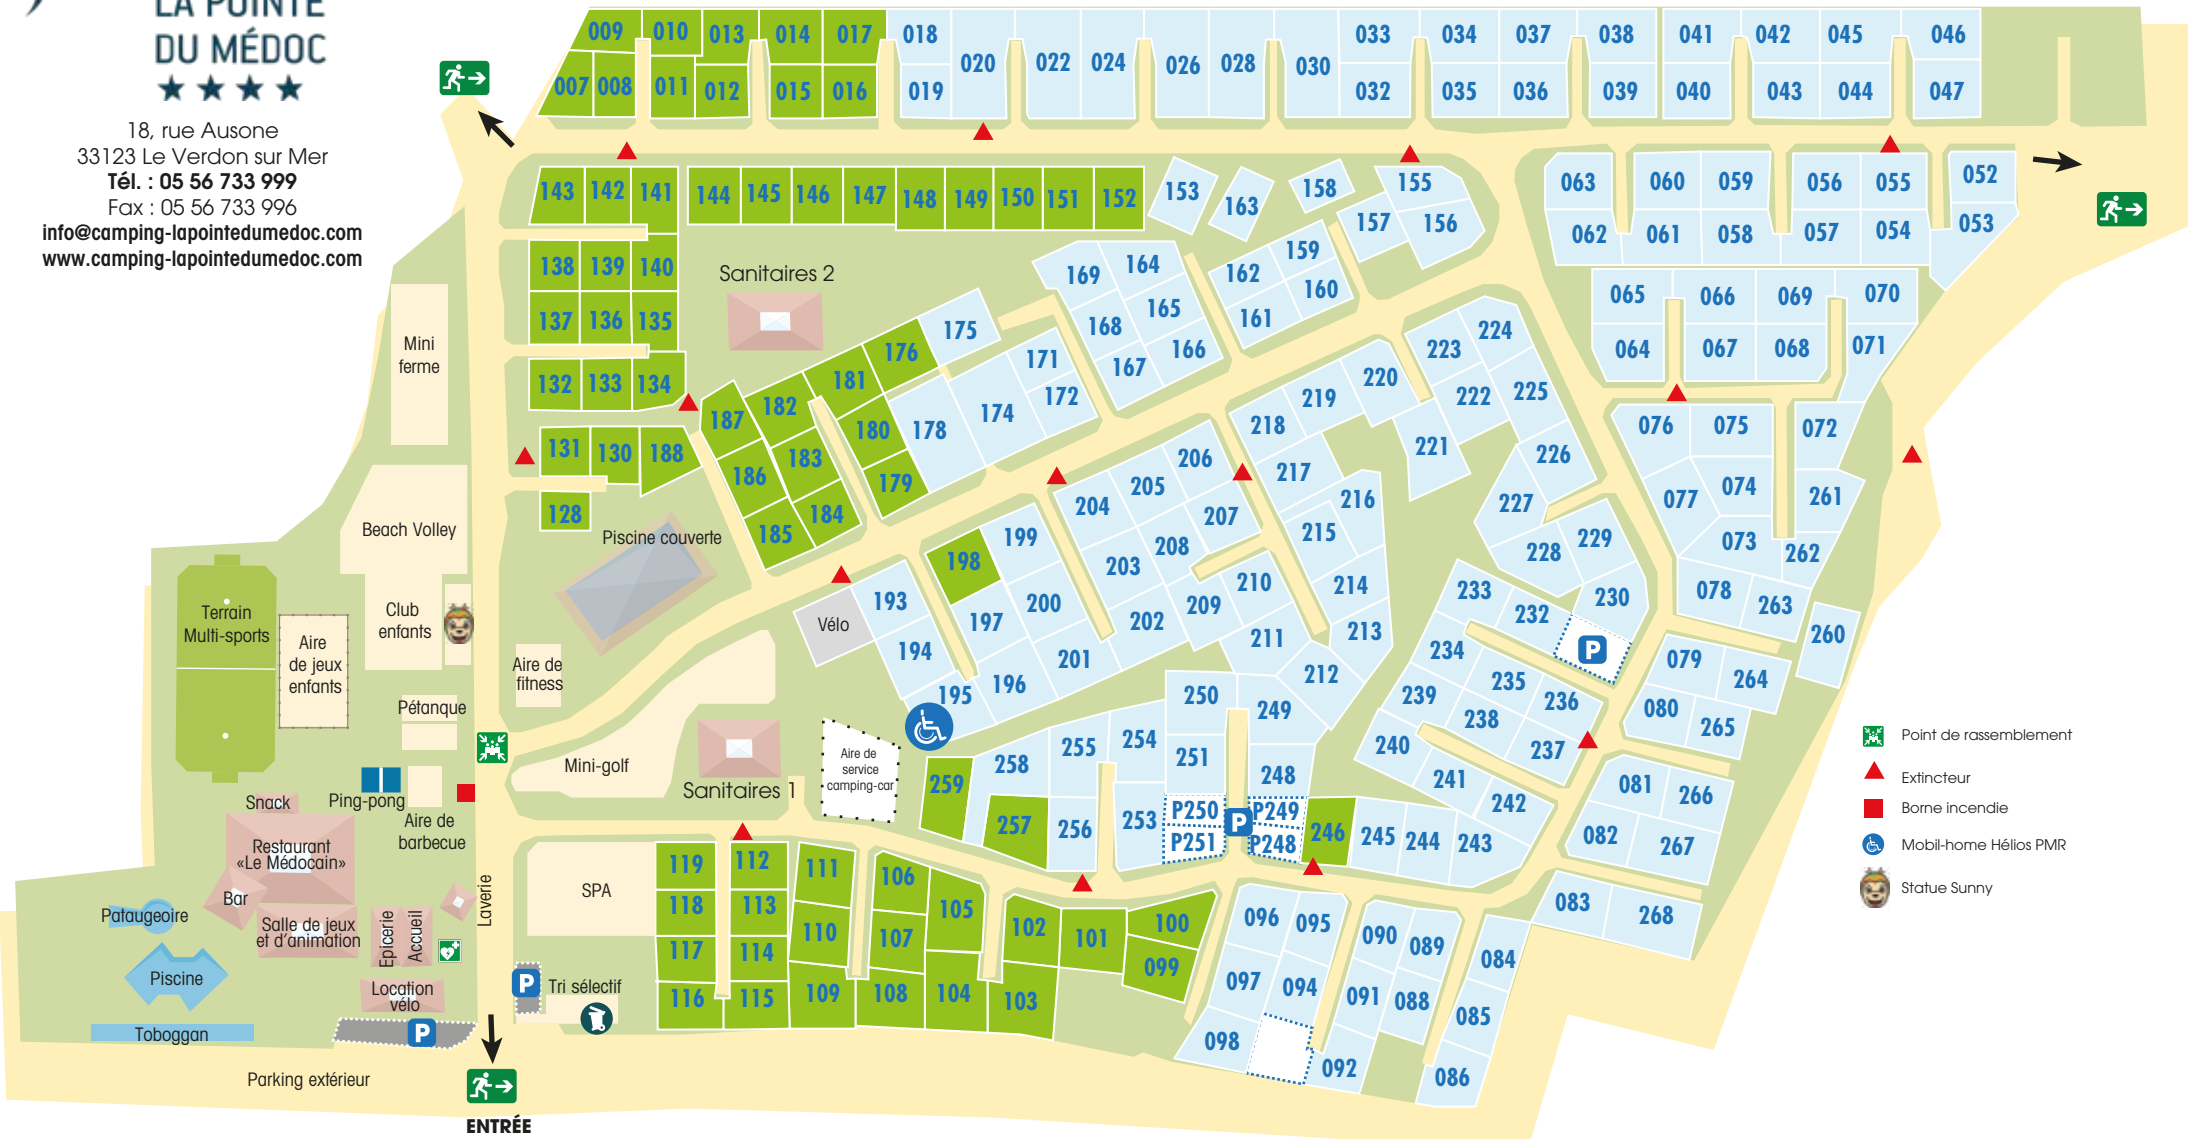 LA POINTE
DU MÉDOC
18, rue Ausone
33123 Le Verdon sur Mer
Tél. : 05 56 733 999
Fax : 05 56 733 996
info@camping-lapointedumedoc.com
www.camping-lapointedumedoc.com
009 010 013 014 017 018 020 022 024 026 028 030 033 034 037 038 041 042 045 046
007 008 011 012 015 016 019 032 035 036 039 040 043 044 047
143 142 141 144 145 146 147 148 149 150 151 152 153 163 158 155
157 156
063 060 059 056 055 052
062 061 058 057 054 053
138 139 140
137 136 135
132 133 134
131 130 188
128
Sanitaires 2
169 164
168 165
167 166
162 159
161 160
065 066 069 070
064 067 068 071
175
176
181
182
187
180
183
186
179
184
185
178
174
171
172
224
223
225
222
220
219
218
221
226
217
227
216
215
206
205
204
207
208
203
199
198
200
197
202
209
210
211
214
213
212
201
196
193
194
195
229
228
230
233
232
P
234
235
236
239
238
237
240
241
242
076 075 072
077 074 261
073 262
078 263
260
079 264
080 265
081 266
082 267
083 268
Mini
ferme
Beach Volley
Piscine couverte
Terrain
Multi-sports
Aire
de jeux
enfants
Club
enfants
Aire de
fitness
Pétanque
Vélo
Mini-golf
Sanitaires 1
Aire de
service
camping-car
Snack
Ping-pong
Aire de
barbecue
Restaurant
«Le Médocain»
Bar
Salle de jeux
et d'animation
Epicerie
Accueil
Laverie
Pataugeoire
Piscine
Toboggan
Location
vélo
P
P
SPA
Tri sélectif
Parking extérieur
ENTRÉE
250 249
254 251 248
255 253
258 256
259 257
P250 P249
P
P251 P248
246 245 244 243
119 112 111 106
118 113 110 105
117 114 107 102 101 100
116 115 109 108 104 103 099
096 095 090 089
097 094 091 088 084
098 092 085
086
Point de rassemblement
Extincteur
Borne incendie
Mobil-home Hélios PMR
Statue Sunny